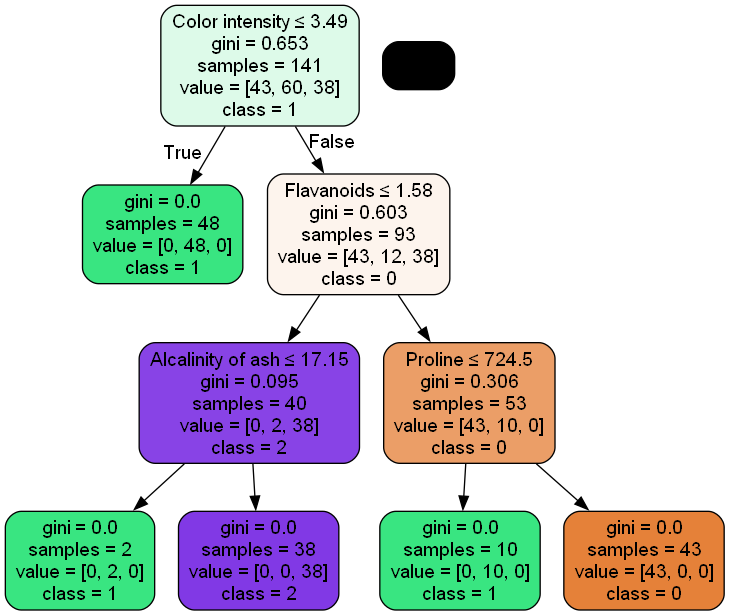 Color intensity ≤ 3.49
gini = 0.653
samples = 141
value = [43, 60, 38]
class = 1
True
False
gini = 0.0
samples = 48
value = [0, 48, 0]
class = 1
Flavanoids ≤ 1.58
gini = 0.603
samples = 93
value = [43, 12, 38]
class = 0
Alcalinity of ash ≤ 17.15
gini = 0.095
samples = 40
value = [0, 2, 38]
class = 2
Proline ≤ 724.5
gini = 0.306
samples = 53
value = [43, 10, 0]
class = 0
gini = 0.0
samples = 2
value = [0, 2, 0]
class = 1
gini = 0.0
samples = 38
value = [0, 0, 38]
class = 2
gini = 0.0
samples = 10
value = [0, 10, 0]
class = 1
gini = 0.0
samples = 43
value = [43, 0, 0]
class = 0